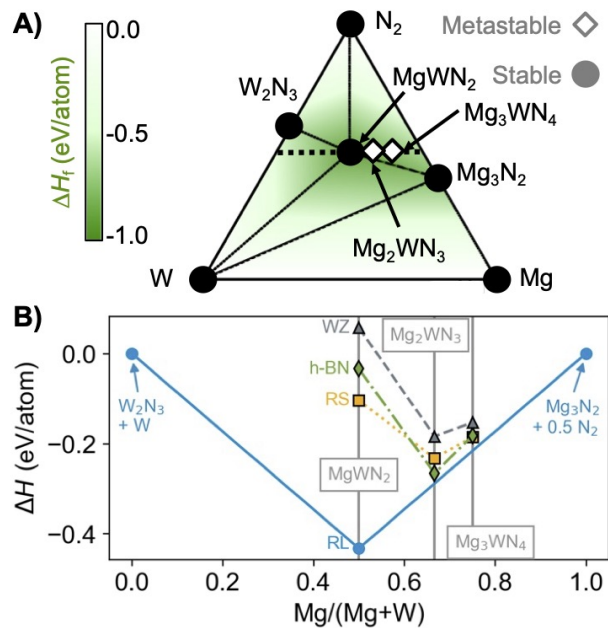 A)
0.0
-0.5
-1.0
ΔH_f (eV/atom)
N₂
Metastable
Stable
W₂N₃
MgWN₂
Mg₃WN₄
Mg₃N₂
Mg₂WN₃
W
Mg
B)
ΔH (eV/atom)
0.0
−0.2
−0.4
WZ
h-BN
RS
RL
W₂N₃
+ W
MgWN₂
Mg₂WN₃
Mg₃WN₄
Mg₃N₂
+ 0.5 N₂
0.0
0.2
0.4
0.6
0.8
1.0
Mg/(Mg+W)